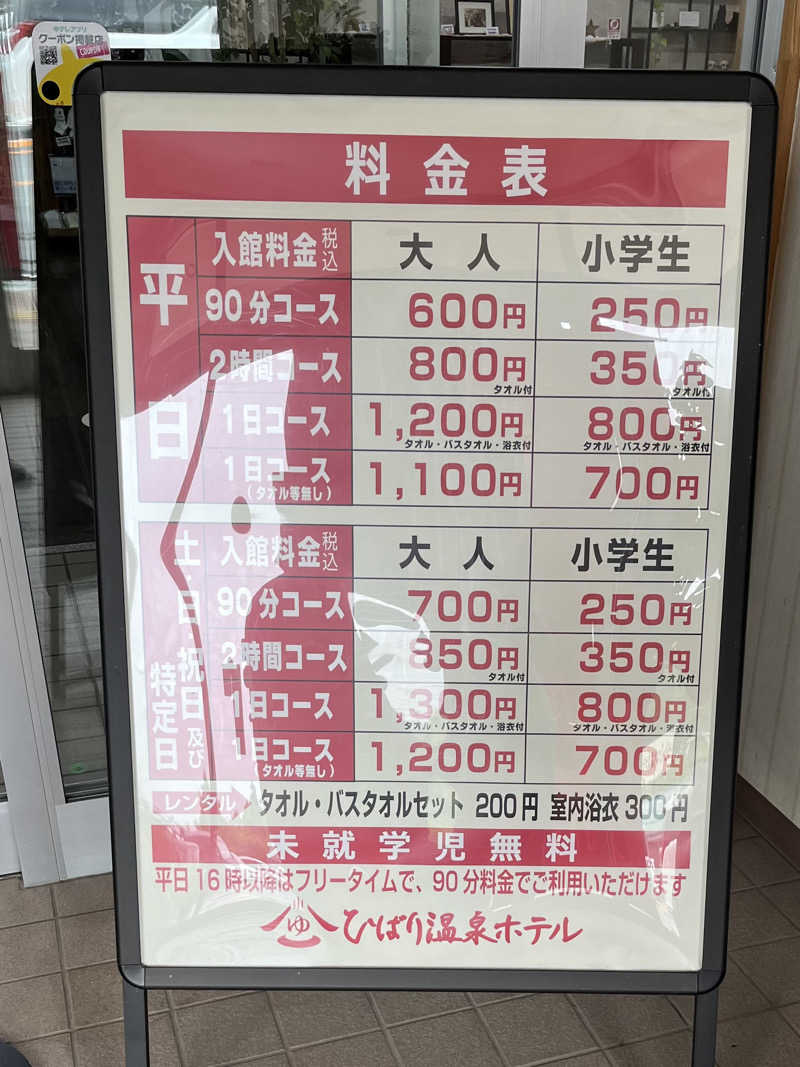 クーポン掲載店
COUPON
料金表
平日
入館料金 税込 大人 小学生
90分コース 600円 250円
2時間コース 800円 タオル付 350円 タオル付
1日コース 1,200円 タオル・バスタオル・浴衣付 800円 タオル・バスタオル・浴衣付
1日コース (タオル等無し) 1,100円 700円
土・日・祝日及び特定日
入館料金 税込 大人 小学生
90分コース 700円 250円
2時間コース 850円 タオル付 350円 タオル付
1日コース 1,300円 タオル・バスタオル・浴衣付 800円 タオル・バスタオル・浴衣付
1日コース (タオル等無し) 1,200円 700円
レンタル タオル・バスタオルセット 200円 室内浴衣 300円
未就学児無料
平日16時以降はフリータイムで、90分料金でご利用いただけます
ゆ ひばり温泉ホテル